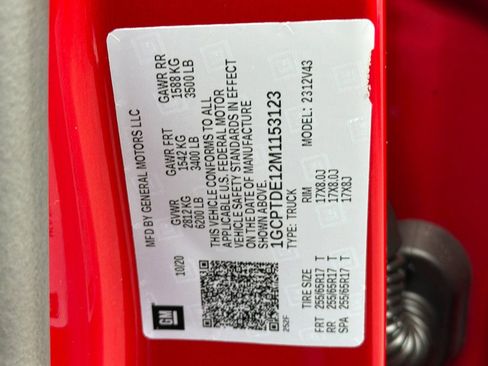 GM
10/20
MFD BY GENERAL MOTORS LLC
GVWR GAWR FRT GAWR RR
2812 KG 1542 KG 1588 KG
6200 LB 3400 LB 3500 LB
THIS VEHICLE CONFORMS TO ALL
APPLICABLE U.S. FEDERAL MOTOR
VEHICLE SAFETY STANDARDS IN EFFECT
ON THE DATE OF MANUFACTURE
SHOWN ABOVE.
1GCPTDE12M1153123
TYPE: TRUCK MODEL: 2312V43
252F
TIRE SIZE RIM
FRT 255/65R17 T 17X8.0J
RR 255/65R17 T 17X8.0J
SPA 255/65R17 T 17X8J